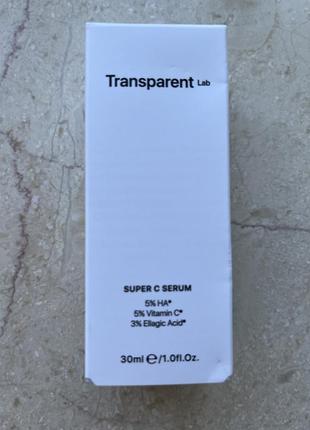 Transparent Lab
SUPER C SERUM
5% HA*
5% Vitamin C*
3% Ellagic Acid*
30ml ℮/1.0fl.Oz.